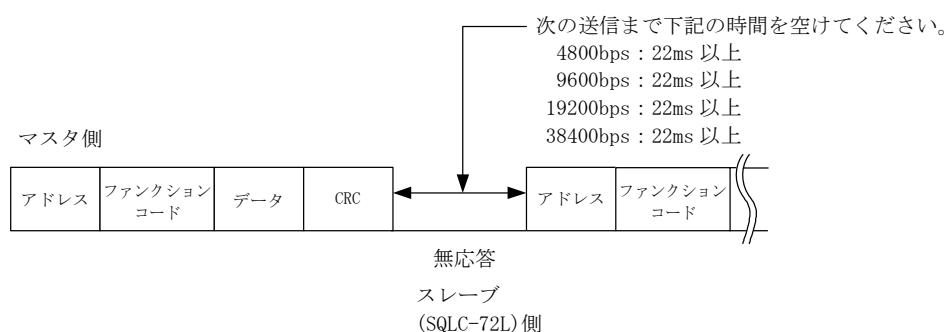 次の送信まで下記の時間を空けてください。
4800bps：22ms 以上
9600bps：22ms 以上
19200bps：22ms 以上
38400bps：22ms 以上
マスタ側
アドレス
ファンクション
コード
データ
CRC
アドレス
ファンクション
コード
無応答
スレーブ
(SQLC-72L)側